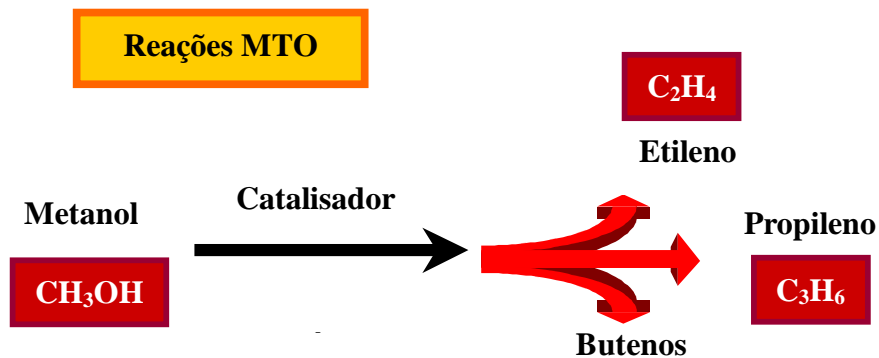 Reações MTO
C₂H₄
Etileno
Metanol
Catalisador
Propileno
CH₃OH
C₃H₆
Butenos